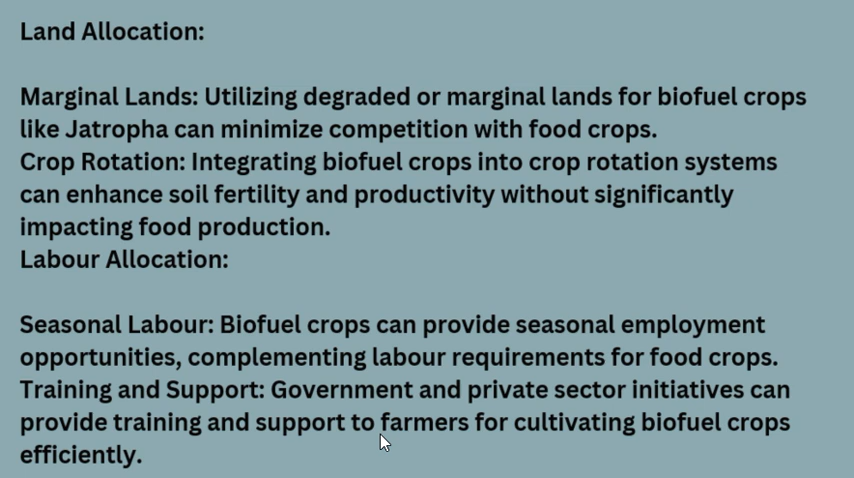 Land Allocation:
Marginal Lands: Utilizing degraded or marginal lands for biofuel crops
like Jatropha can minimize competition with food crops.
Crop Rotation: Integrating biofuel crops into crop rotation systems
can enhance soil fertility and productivity without significantly
impacting food production.
Labour Allocation:
Seasonal Labour: Biofuel crops can provide seasonal employment
opportunities, complementing labour requirements for food crops.
Training and Support: Government and private sector initiatives can
provide training and support to farmers for cultivating biofuel crops
efficiently.